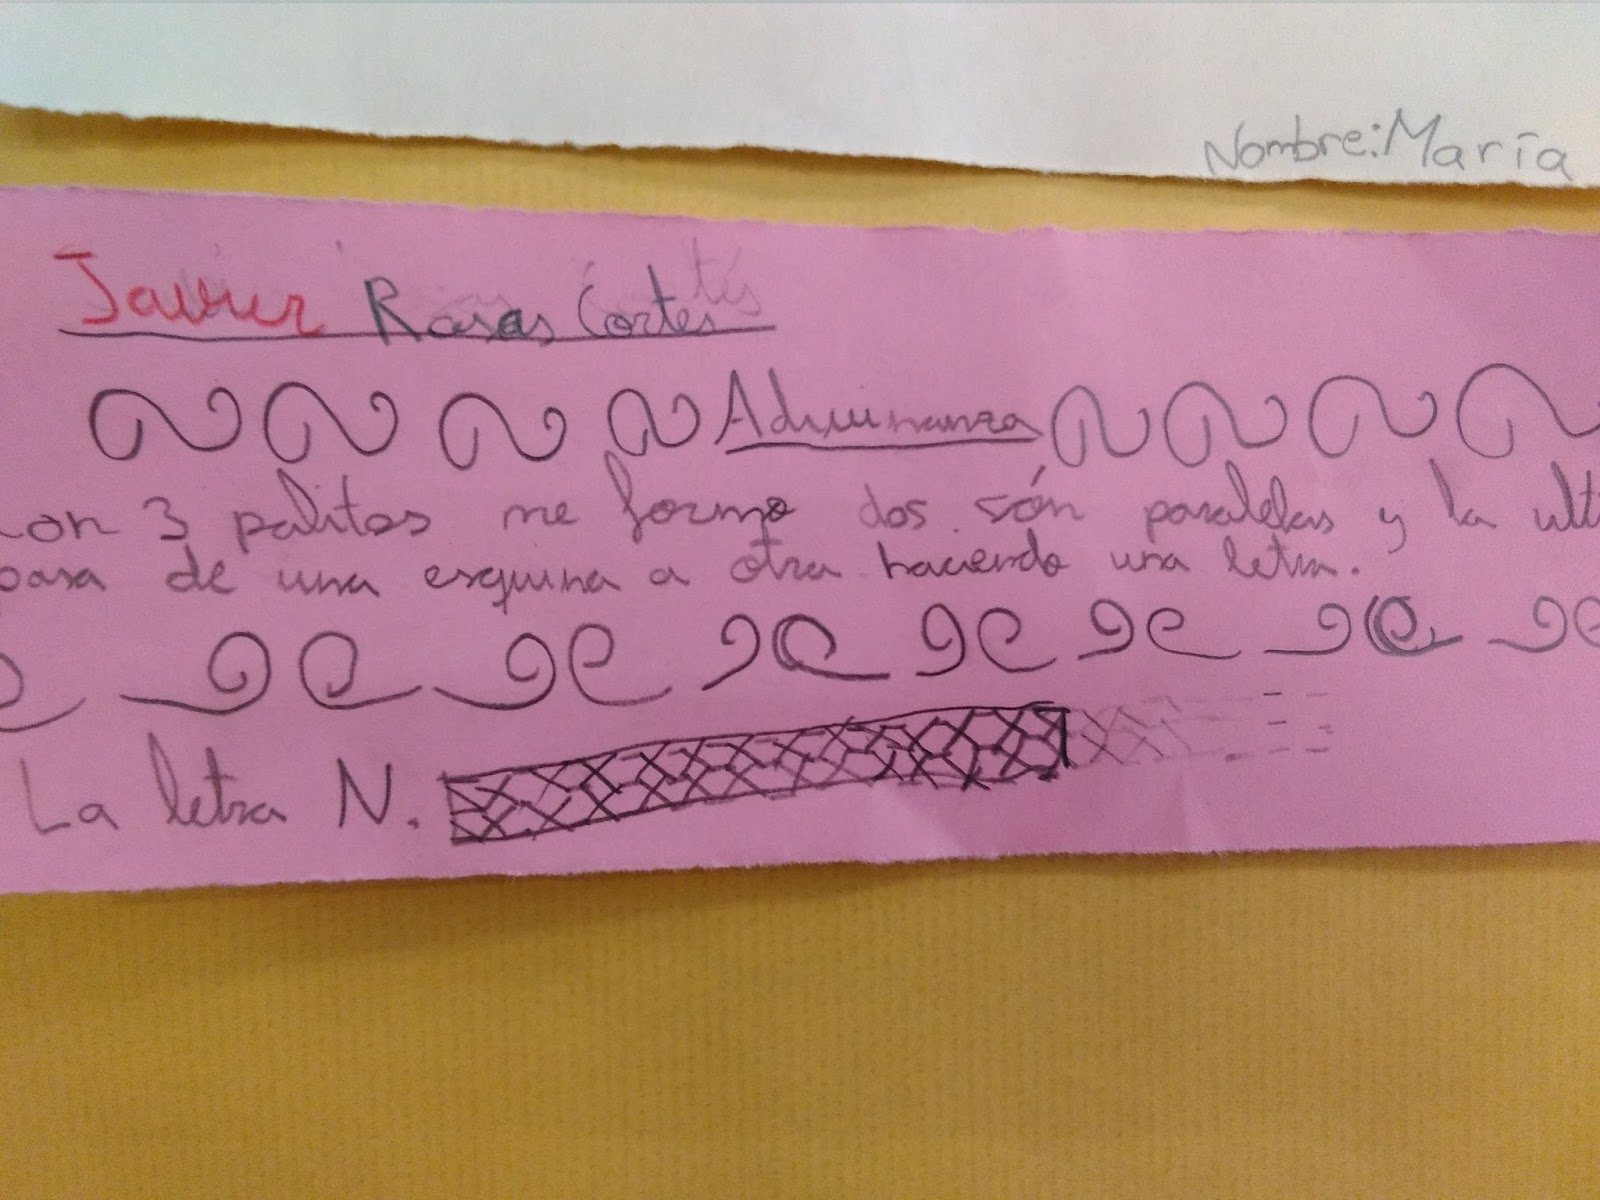 Nombre: María
Javier Rosas Cortes
Adivinanza
on 3 palitos me formo dos són paralelas y la ult
pasa de una esquina a otra haciendo una letra.
La letra N.